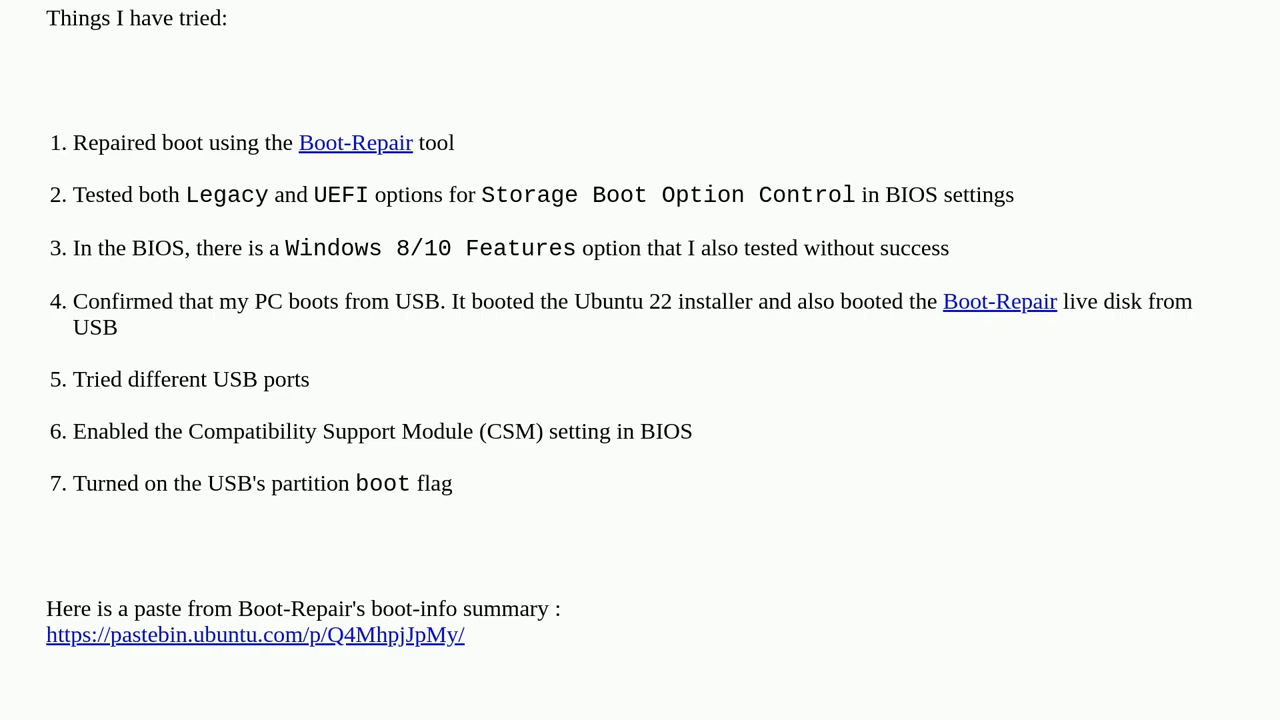 Things I have tried:
1. Repaired boot using the Boot-Repair tool
2. Tested both Legacy and UEFI options for Storage Boot Option Control in BIOS settings
3. In the BIOS, there is a Windows 8/10 Features option that I also tested without success
4. Confirmed that my PC boots from USB. It booted the Ubuntu 22 installer and also booted the Boot-Repair live disk from
USB
5. Tried different USB ports
6. Enabled the Compatibility Support Module (CSM) setting in BIOS
7. Turned on the USB's partition boot flag
Here is a paste from Boot-Repair's boot-info summary :
https://pastebin.ubuntu.com/p/Q4MhpjJpMy/